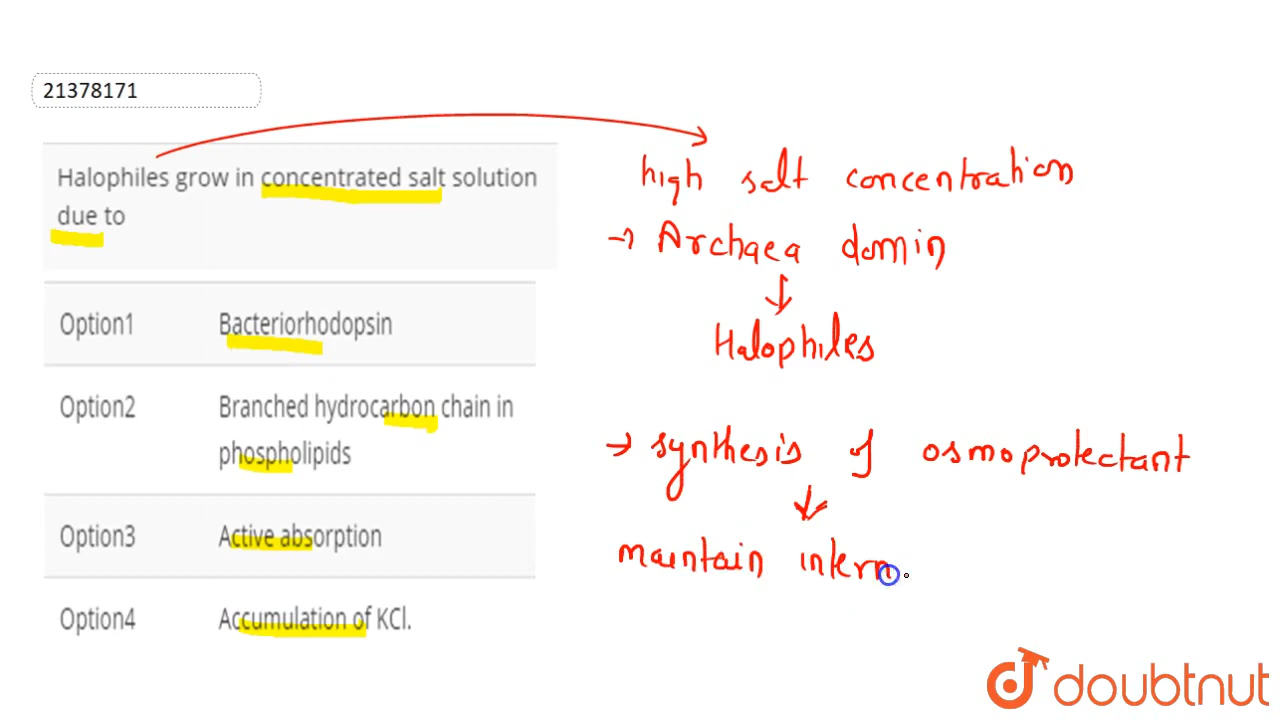 21378171
Halophiles grow in concentrated salt solution
due to
Option1 Bacteriorhodopsin
Option2 Branched hydrocarbon chain in
phospholipids
Option3 Active absorption
Option4 Accumulation of KCl.
high salt concentration
→ Archaea domin
↓
Halophiles
→ synthesis of osmoprotectant
↓
maintain intern
doubtnut